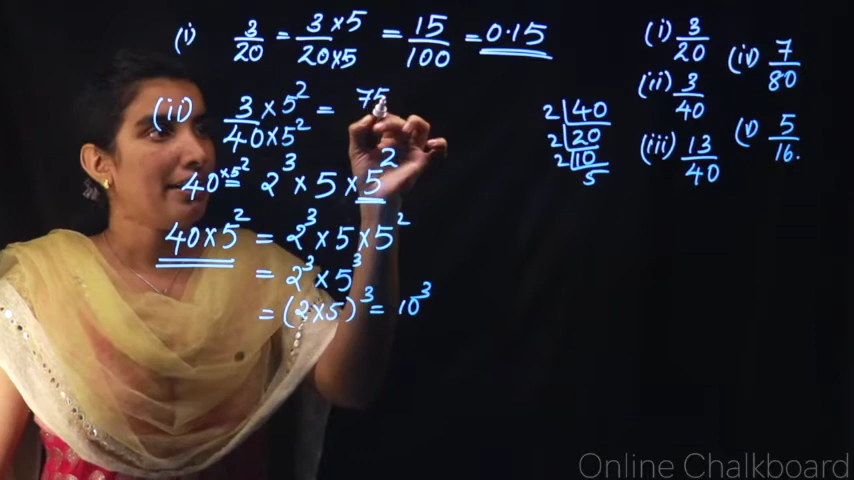 (i) 3/20 = 3×5/20×5 = 15/100 = 0.15
(ii) 3×5²/40×5² = 75
40×5² = 2³ × 5 × 5²
40×5² = 2³ × 5 × 5²
= 2³ × 5³
= (2×5)³ = 10³
2 | 40
2 | 20
2 | 10
5
(i) 3/20
(ii) 3/40
(iii) 13/40
(iv) 7/80
(v) 5/16.
Online Chalkboard